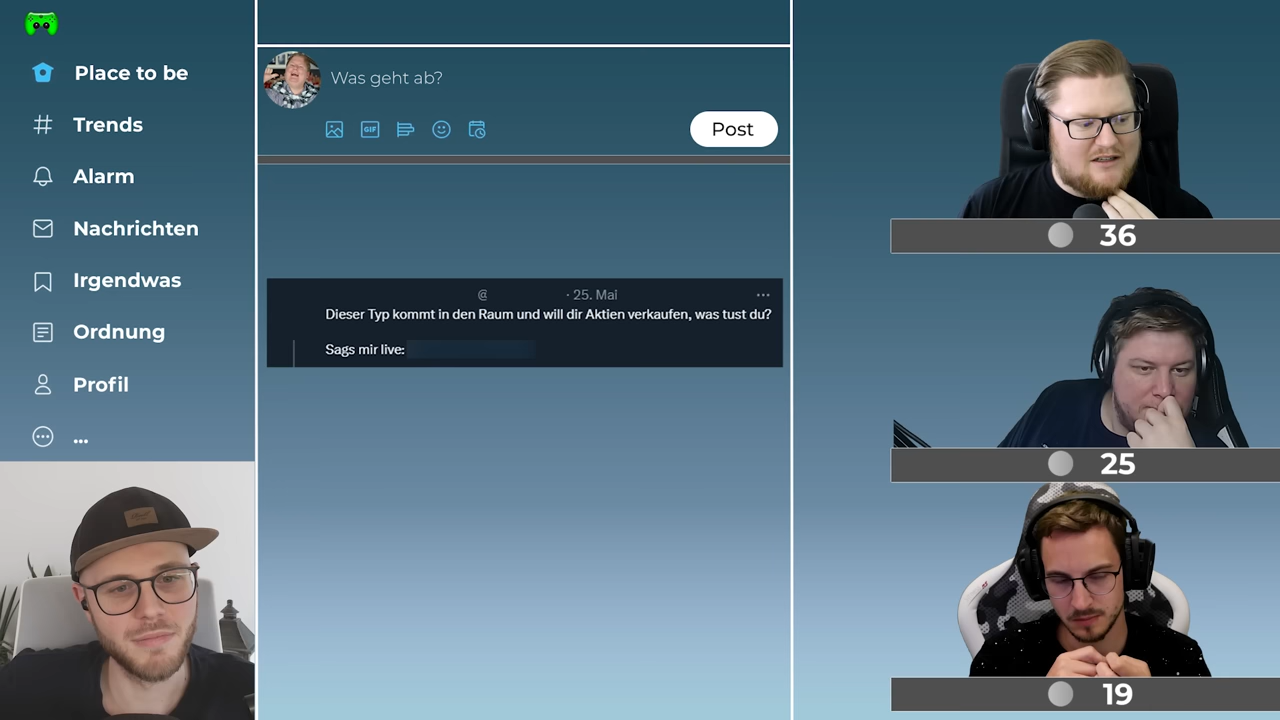 Place to be
Trends
Alarm
Nachrichten
Irgendwas
Ordnung
Profil
...
Was geht ab?
GIF
Post
@ · 25. Mai ...
Dieser Typ kommt in den Raum und will dir Aktien verkaufen, was tust du?
Sags mir live:
36
25
19